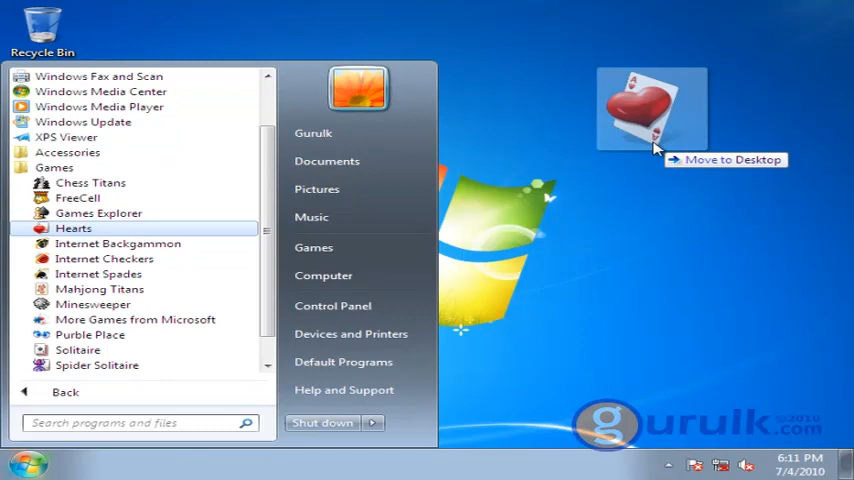 Recycle Bin
Windows Fax and Scan
Windows Media Center
Windows Media Player
Windows Update
XPS Viewer
Accessories
Games
Chess Titans
FreeCell
Games Explorer
Hearts
Internet Backgammon
Internet Checkers
Internet Spades
Mahjong Titans
Minesweeper
More Games from Microsoft
Purble Place
Solitaire
Spider Solitaire
Back
Search programs and files
Gurulk
Documents
Pictures
Music
Games
Computer
Control Panel
Devices and Printers
Default Programs
Help and Support
Shut down
A
Move to Desktop
©2010
gurulk.com
6:11 PM
7/4/2010